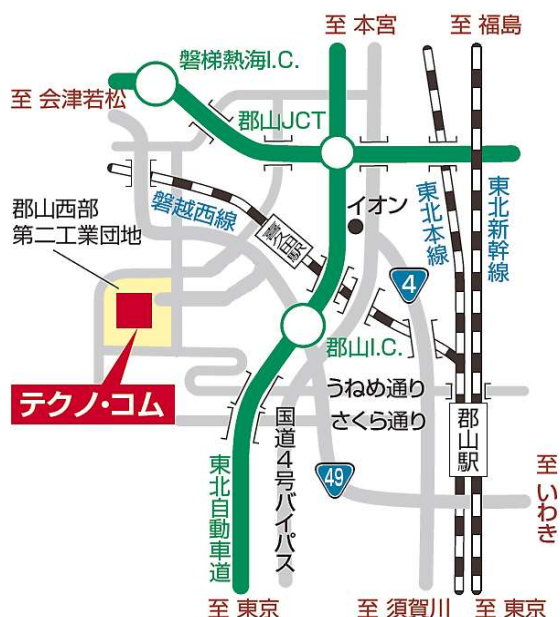 至 本宮
至 福島
磐梯熱海I.C.
至 会津若松
郡山JCT
郡山西部
第二工業団地
磐越西線
イオン
東北本線
東北新幹線
喜久田駅
4
郡山I.C.
テクノ・コム
うねめ通り
さくら通り
郡山駅
国道4号バイパス
49
至 いわき
東北自動車道
至 東京
至 須賀川
至 東京